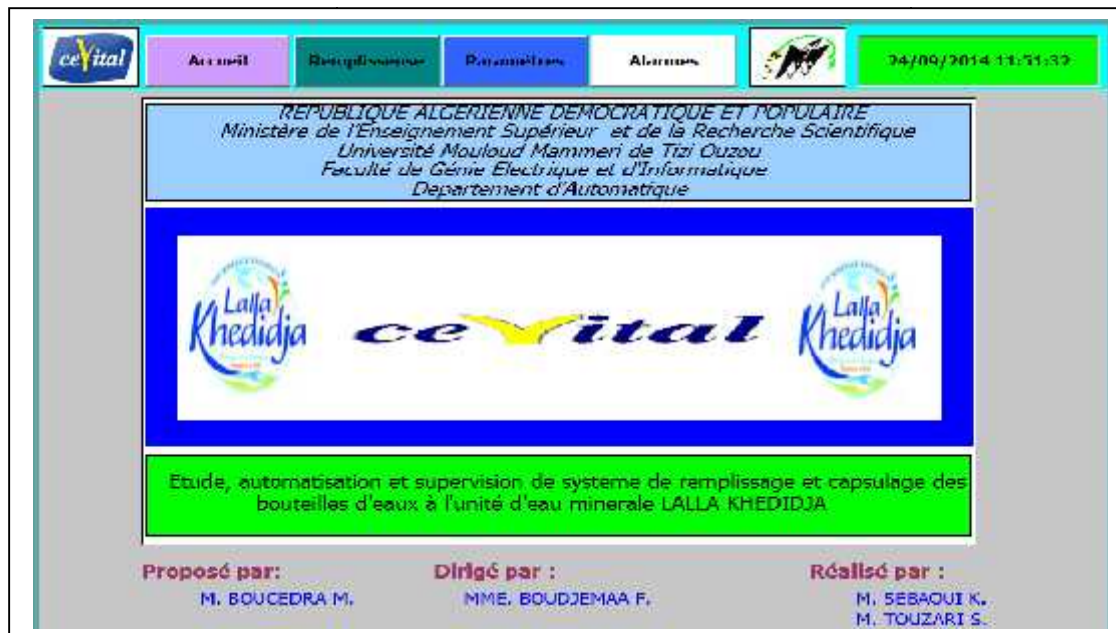 cevital
Accueil Remplisseuse Paramètres Alarmes 24/09/2014 11:51:32
REPUBLIQUE ALGERIENNE DEMOCRATIQUE ET POPULAIRE
Ministère de l'Enseignement Supérieur et de la Recherche Scientifique
Université Mouloud Mammeri de Tizi Ouzou
Faculté de Génie Electrique et d'Informatique
Departement d'Automatique
Lalla Khedidja
cevital
Lalla Khedidja
Etude, automatisation et supervision de systeme de remplissage et capsulage des
bouteilles d'eaux à l'unité d'eau minerale LALLA KHEDIDJA
Proposé par: Dirigé par : Réalisé par :
M. BOUCEDRA M. MME. BOUDJEMAA F. M. SEBAOUI K.
M. TOUZARI S.